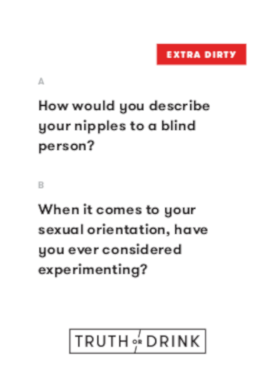 EXTRA DIRTY
A
How would you describe
your nipples to a blind
person?
B
When it comes to your
sexual orientation, have
you ever considered
experimenting?
TRUTH OR DRINK